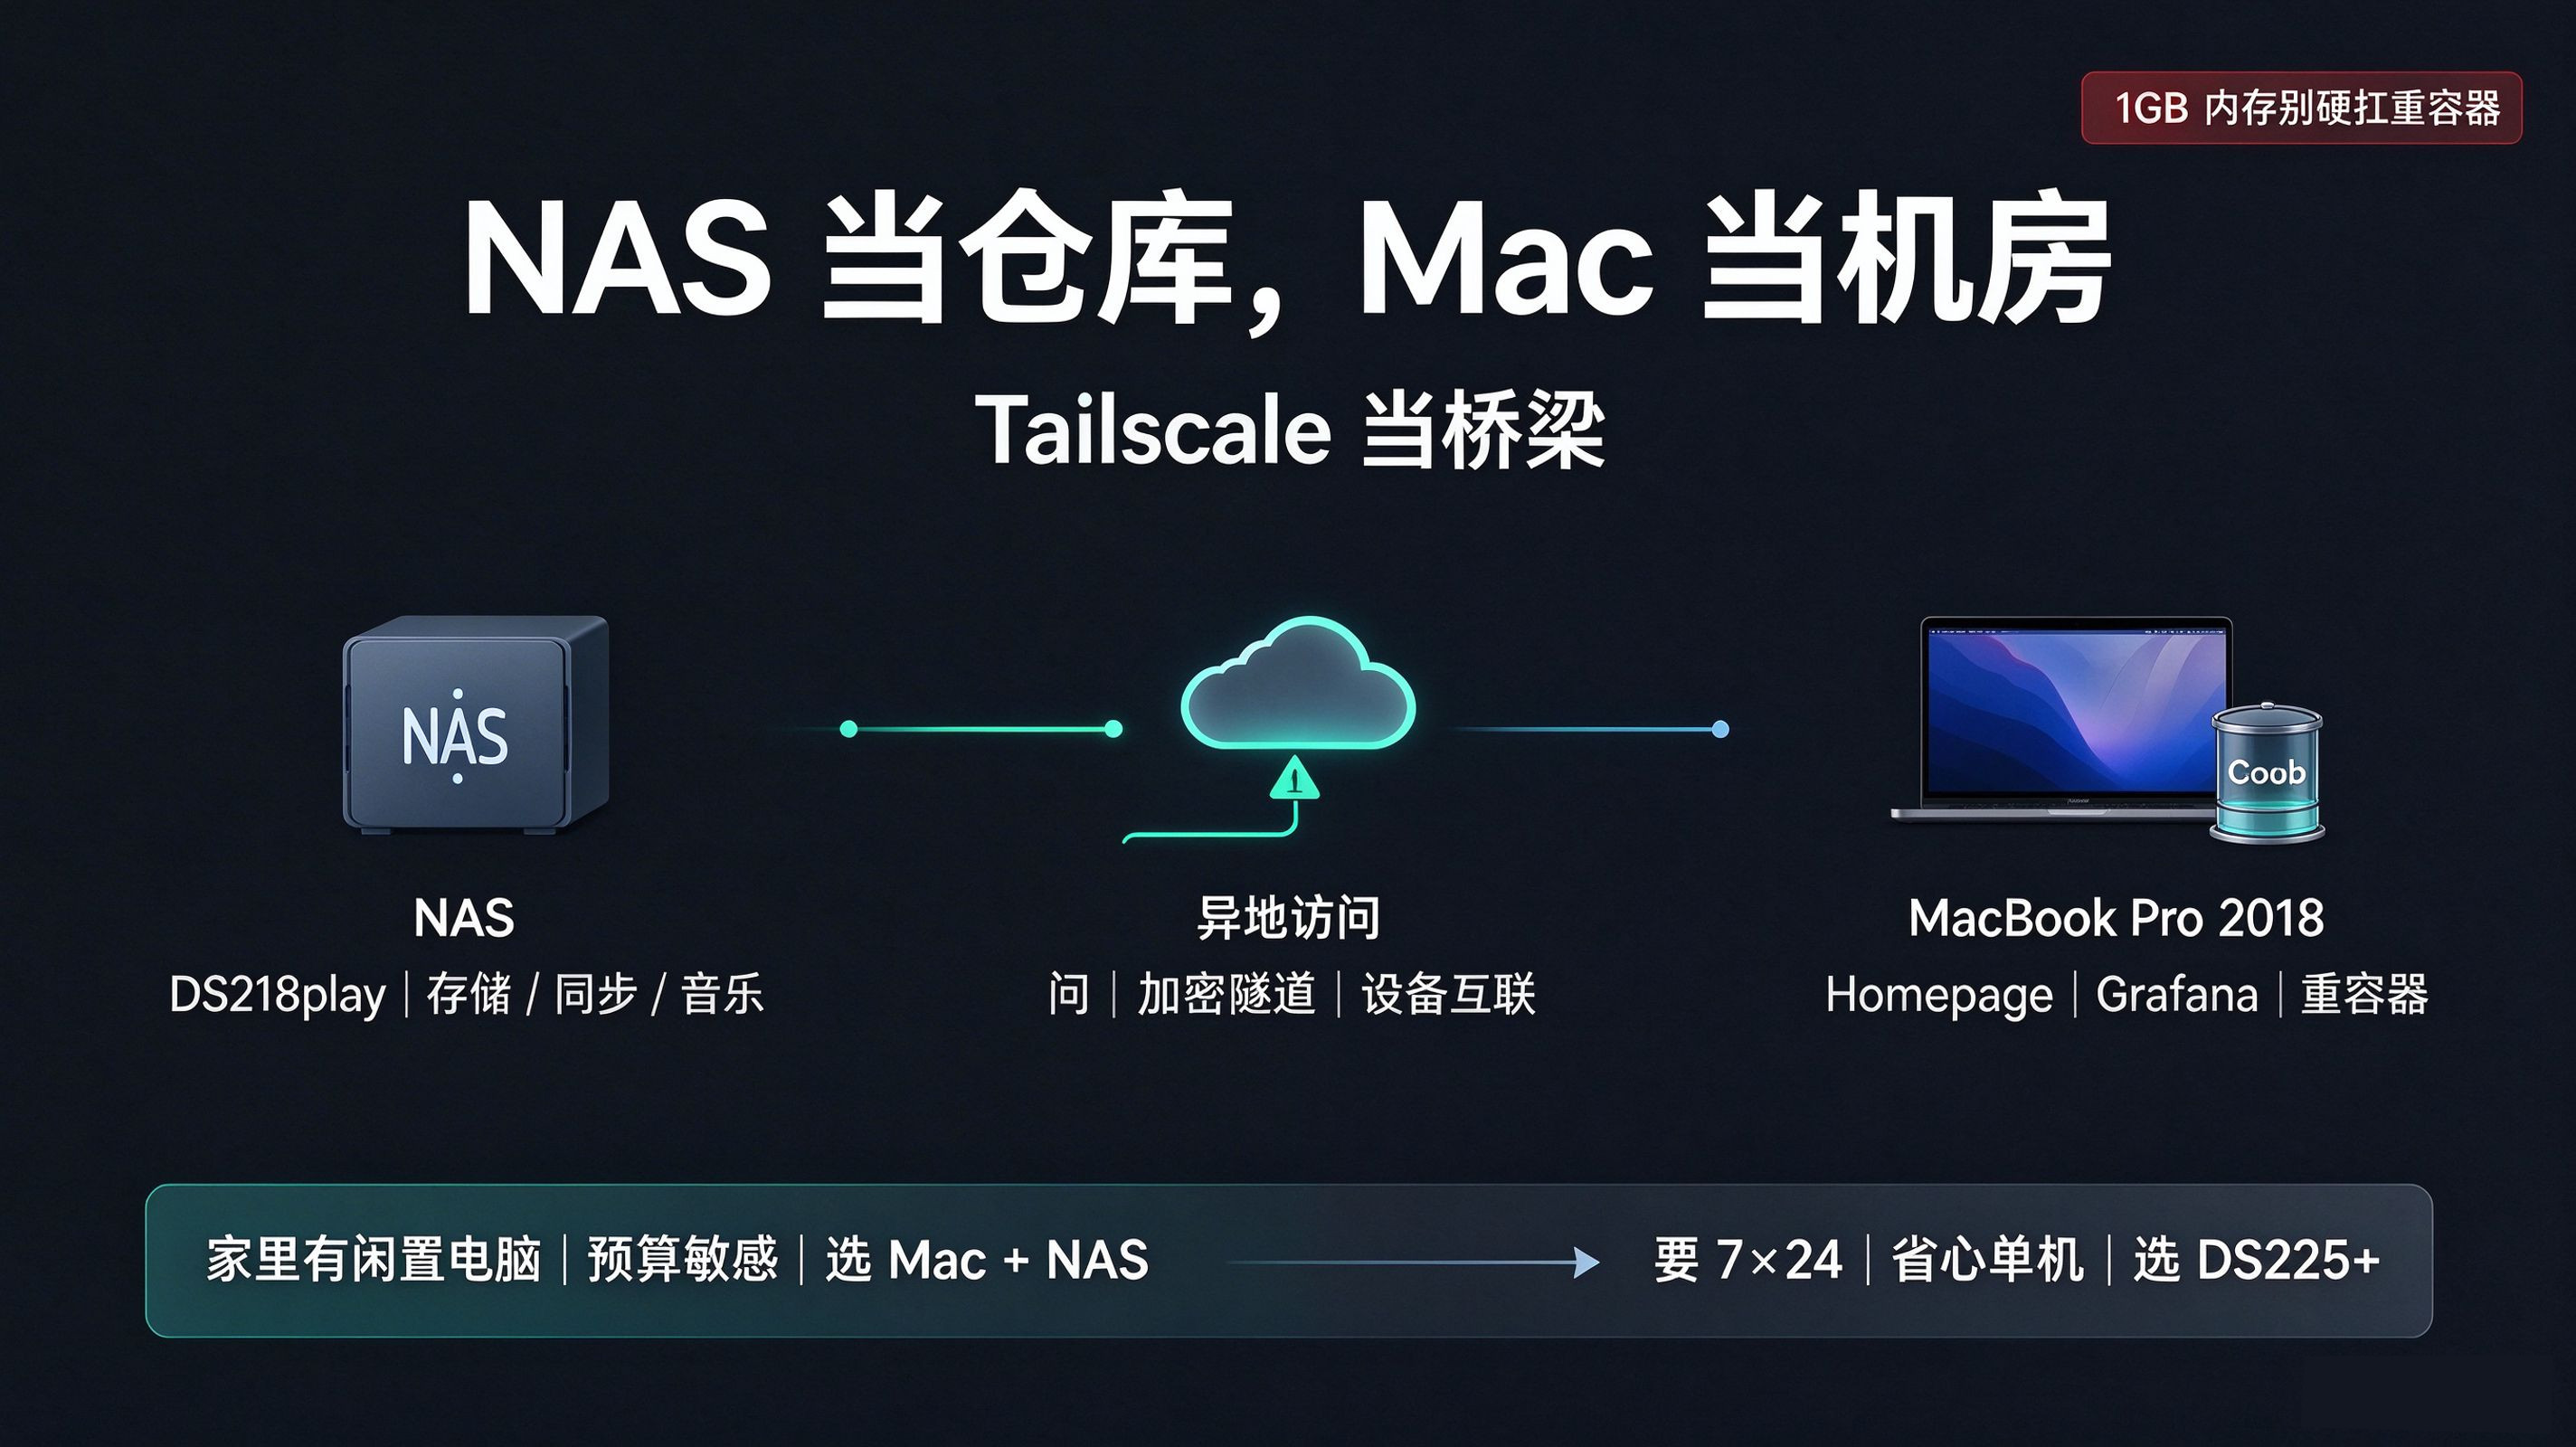 1GB 内存别硬扛重容器
NAS 当仓库，Mac 当机房
Tailscale 当桥梁
NAS
1
Coob
NAS
DS218play｜存储 / 同步 / 音乐
异地访问
问｜加密隧道｜设备互联
MacBook Pro 2018
Homepage｜Grafana｜重容器
家里有闲置电脑｜预算敏感｜选 Mac + NAS
要 7×24｜省心单机｜选 DS225+